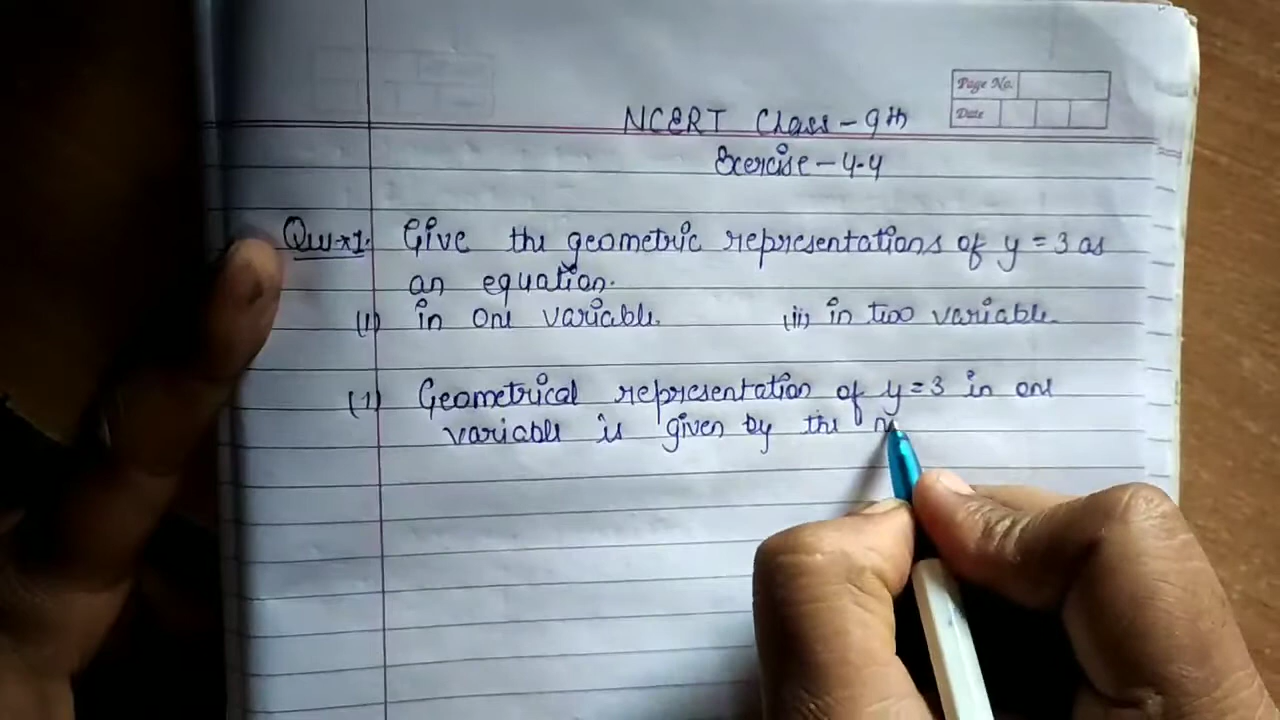 Page No.
Date
NCERT Class - 9th
Exercise - 4.4
Give the geometric representations of y = 3 as
an equation.
(i) in one variable. (ii) in two variable.
(1) Geometrical representation of y = 3 in one
variable is given by the